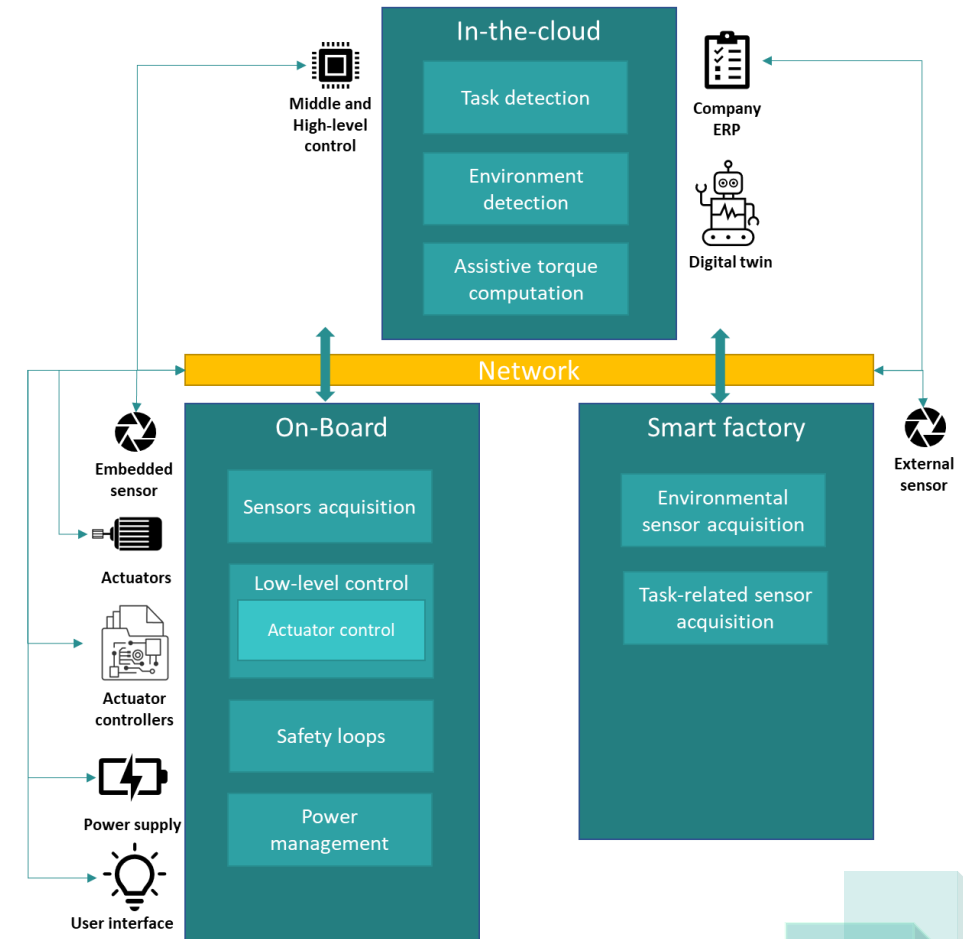 In-the-cloud
Task detection
Environment
detection
Assistive torque
computation
Middle and
High-level
control
Company
ERP
Digital twin
Network
On-Board
Sensors acquisition
Low-level control
Actuator control
Safety loops
Power
management
Smart factory
Environmental
sensor acquisition
Task-related sensor
acquisition
Embedded
sensor
Actuators
Actuator
controllers
Power supply
User interface
External
sensor